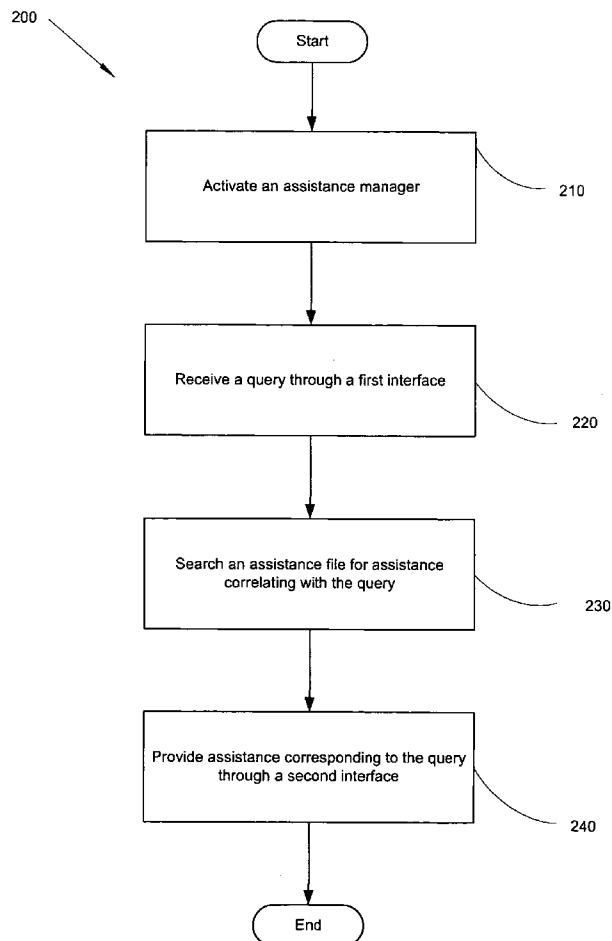 200
Start
Activate an assistance manager
210
Receive a query through a first interface
220
Search an assistance file for assistance
correlating with the query
230
Provide assistance corresponding to the query
through a second interface
240
End